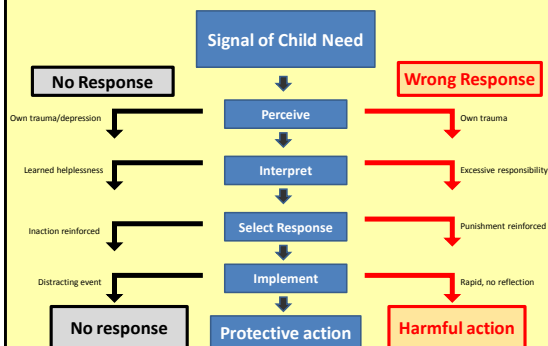 Signal of Child Need
No Response
Wrong Response
Own trauma/depression
Perceive
Own trauma
Learned helplessness
Interpret
Excessive responsibility
Inaction reinforced
Select Response
Punishment reinforced
Distracting event
Implement
Rapid, no reflection
No response
Protective action
Harmful action